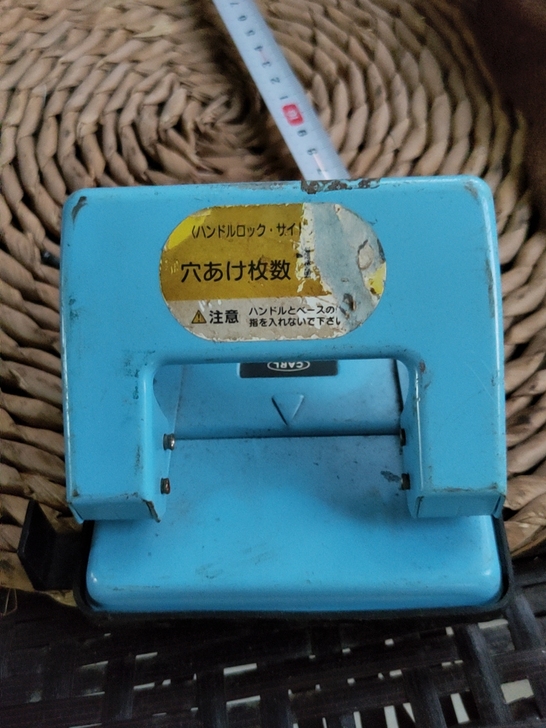 〈ハンドルロック・サイ
穴あけ枚数
注意
ハンドルとベースの
指を入れないで下さい
CARL